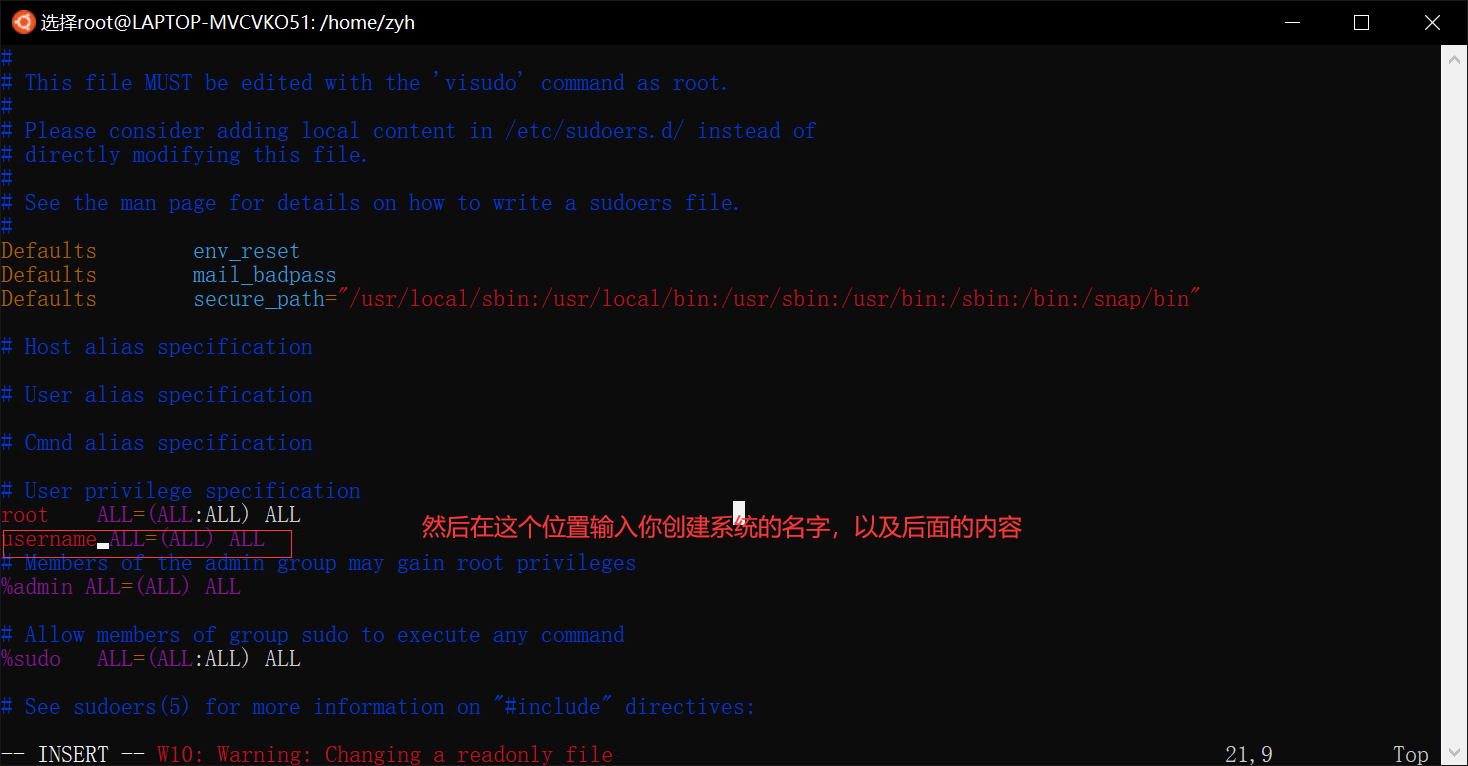 选择root@LAPTOP-MVCVKO51: /home/zyh
#
# This file MUST be edited with the 'visudo' command as root.
#
# Please consider adding local content in /etc/sudoers.d/ instead of
# directly modifying this file.
#
# See the man page for details on how to write a sudoers file.
#
Defaults        env_reset
Defaults        mail_badpass
Defaults        secure_path="/usr/local/sbin:/usr/local/bin:/usr/sbin:/usr/bin:/sbin:/bin:/snap/bin"
# Host alias specification
# User alias specification
# Cmnd alias specification
# User privilege specification
root    ALL=(ALL:ALL) ALL
然后在这个位置输入你创建系统的名字，以及后面的内容
username ALL=(ALL) ALL
# Members of the admin group may gain root privileges
%admin ALL=(ALL) ALL
# Allow members of group sudo to execute any command
%sudo   ALL=(ALL:ALL) ALL
# See sudoers(5) for more information on "#include" directives:
-- INSERT -- W10: Warning: Changing a readonly file 21,9 Top